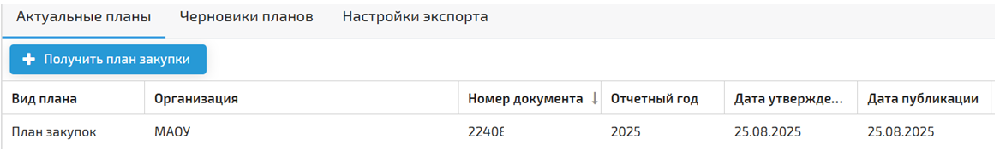 Актуальные планы Черновики планов Настройки экспорта
+ Получить план закупки
Вид плана Организация Номер документа ↓ Отчетный год Дата утвержде... Дата публикации
План закупок МАОУ 22408 2025 25.08.2025 25.08.2025